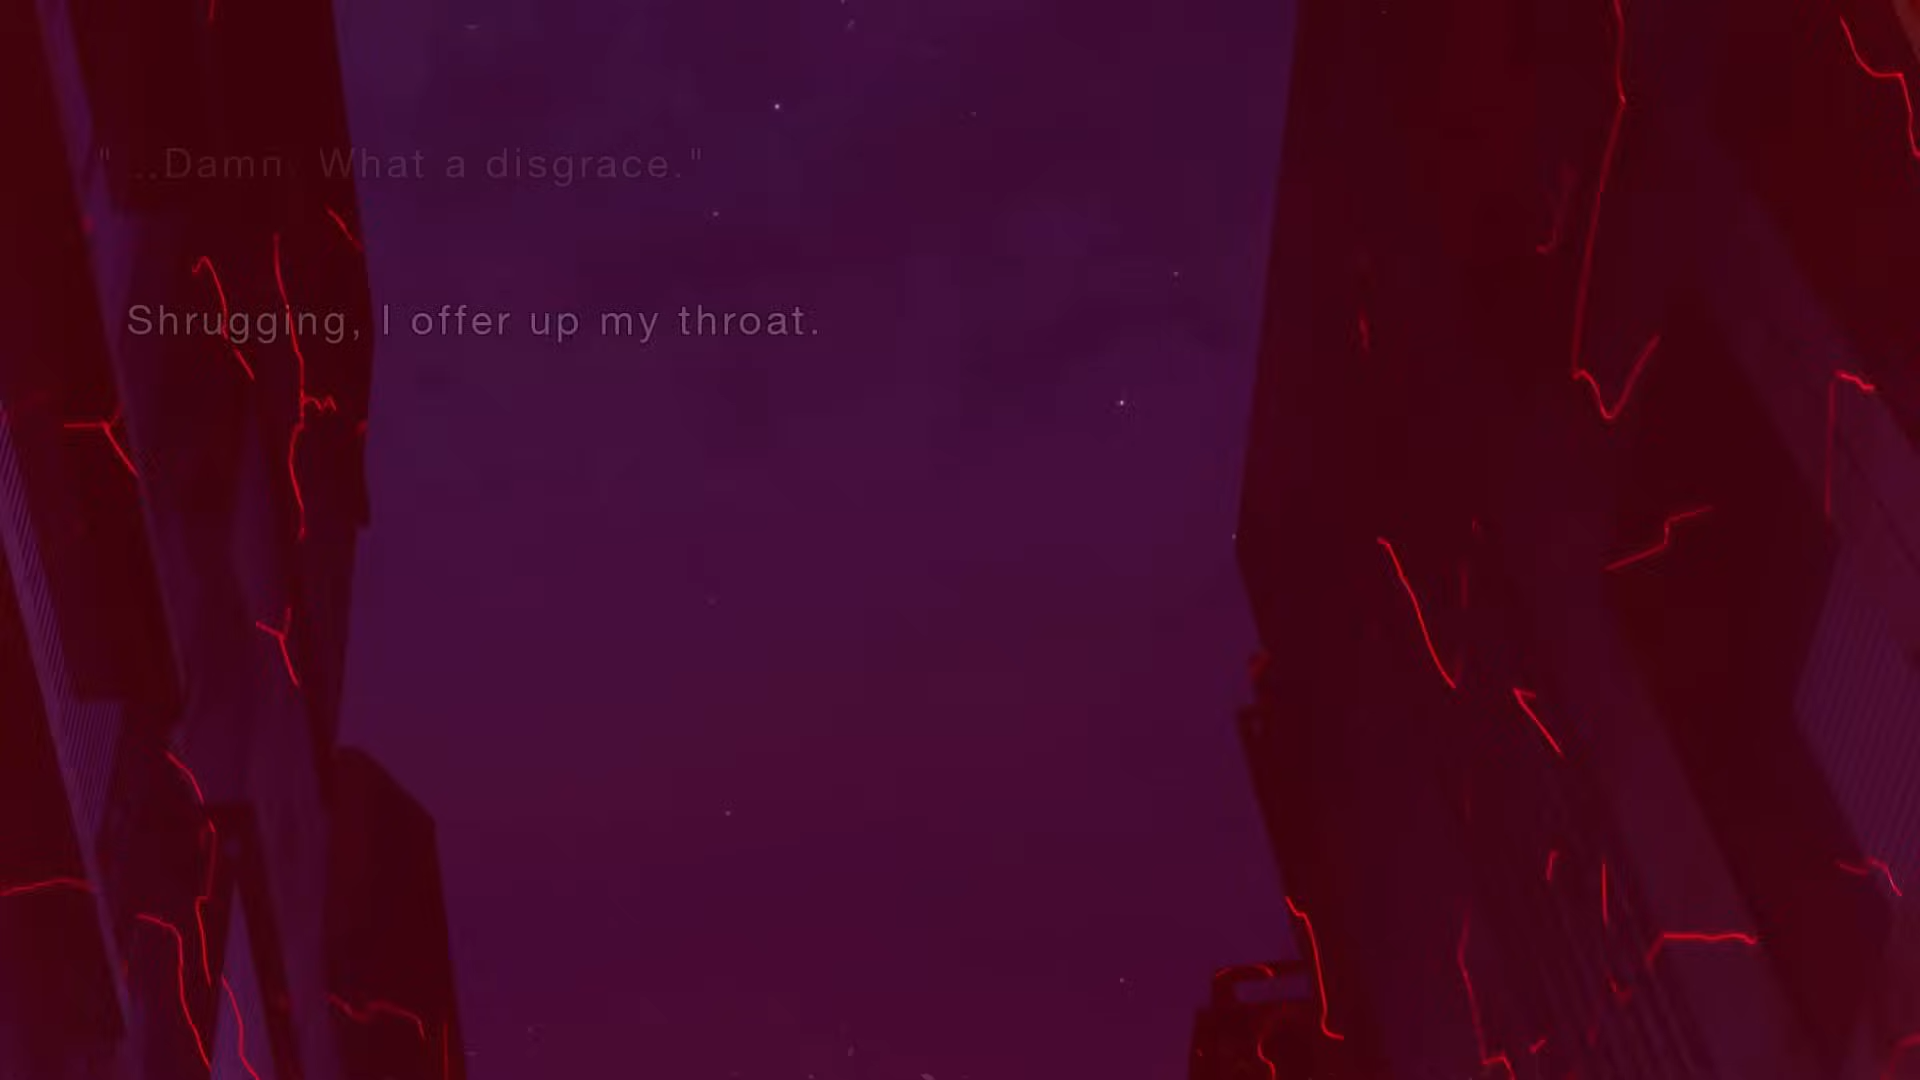 "...Damn. What a disgrace."
Shrugging, I offer up my throat.